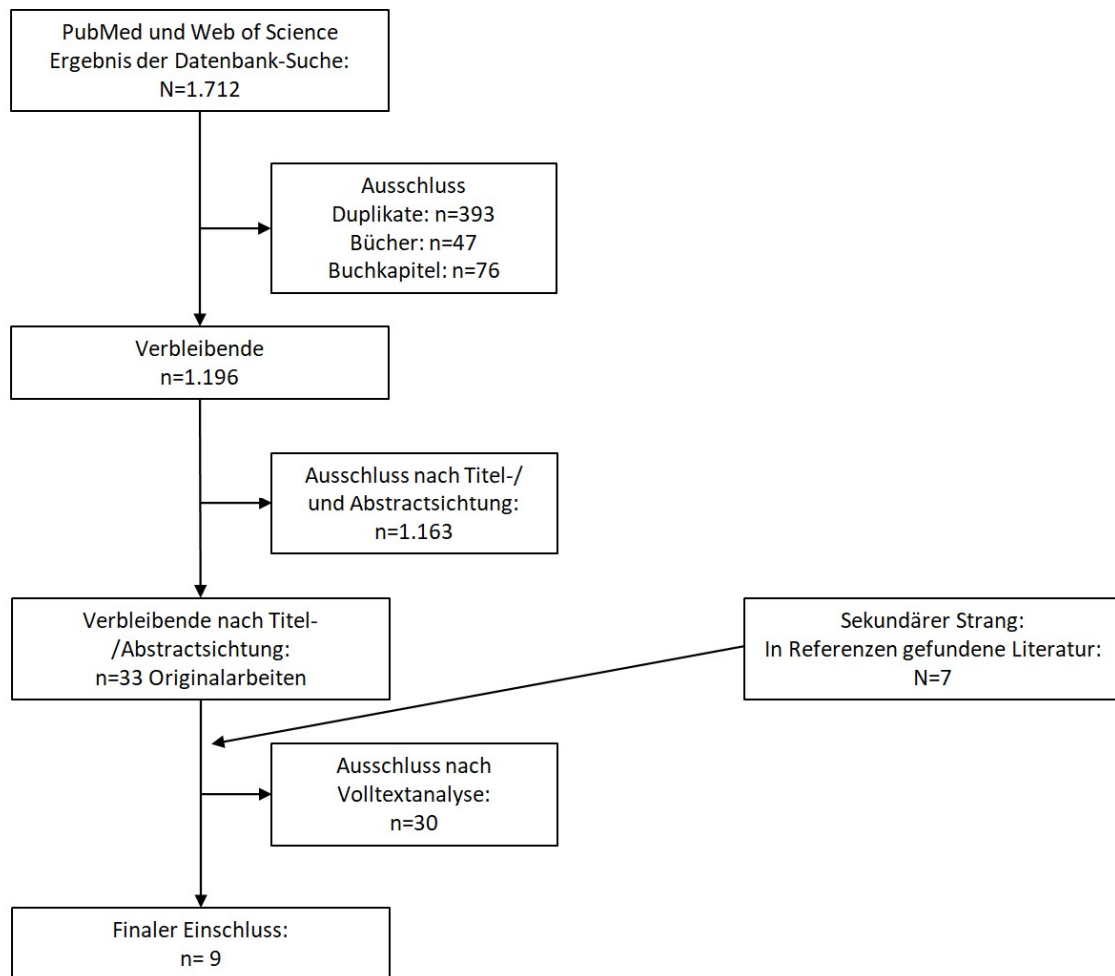 PubMed und Web of Science
Ergebnis der Datenbank-Suche:
N=1.712
Ausschluss
Duplikate: n=393
Bücher: n=47
Buchkapitel: n=76
Verbleibende
n=1.196
Ausschluss nach Titel-/
und Abstractsichtung:
n=1.163
Verbleibende nach Titel-
/Abstractsichtung:
n=33 Originalarbeiten
Sekundärer Strang:
In Referenzen gefundene Literatur:
N=7
Ausschluss nach
Volltextanalyse:
n=30
Finaler Einschluss:
n= 9